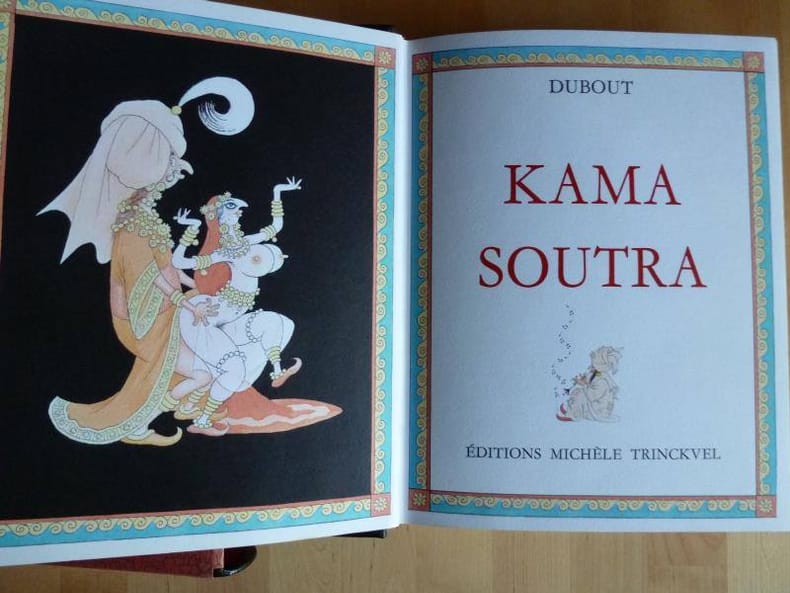 DUBOUT
KAMA
SOUTRA
ÉDITIONS MICHÈLE TRINCKVEL